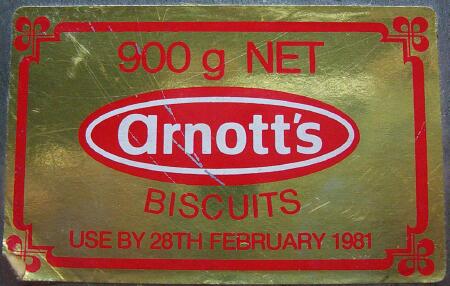 900 g NET
arnott's
BISCUITS
USE BY 28TH FEBRUARY 1981